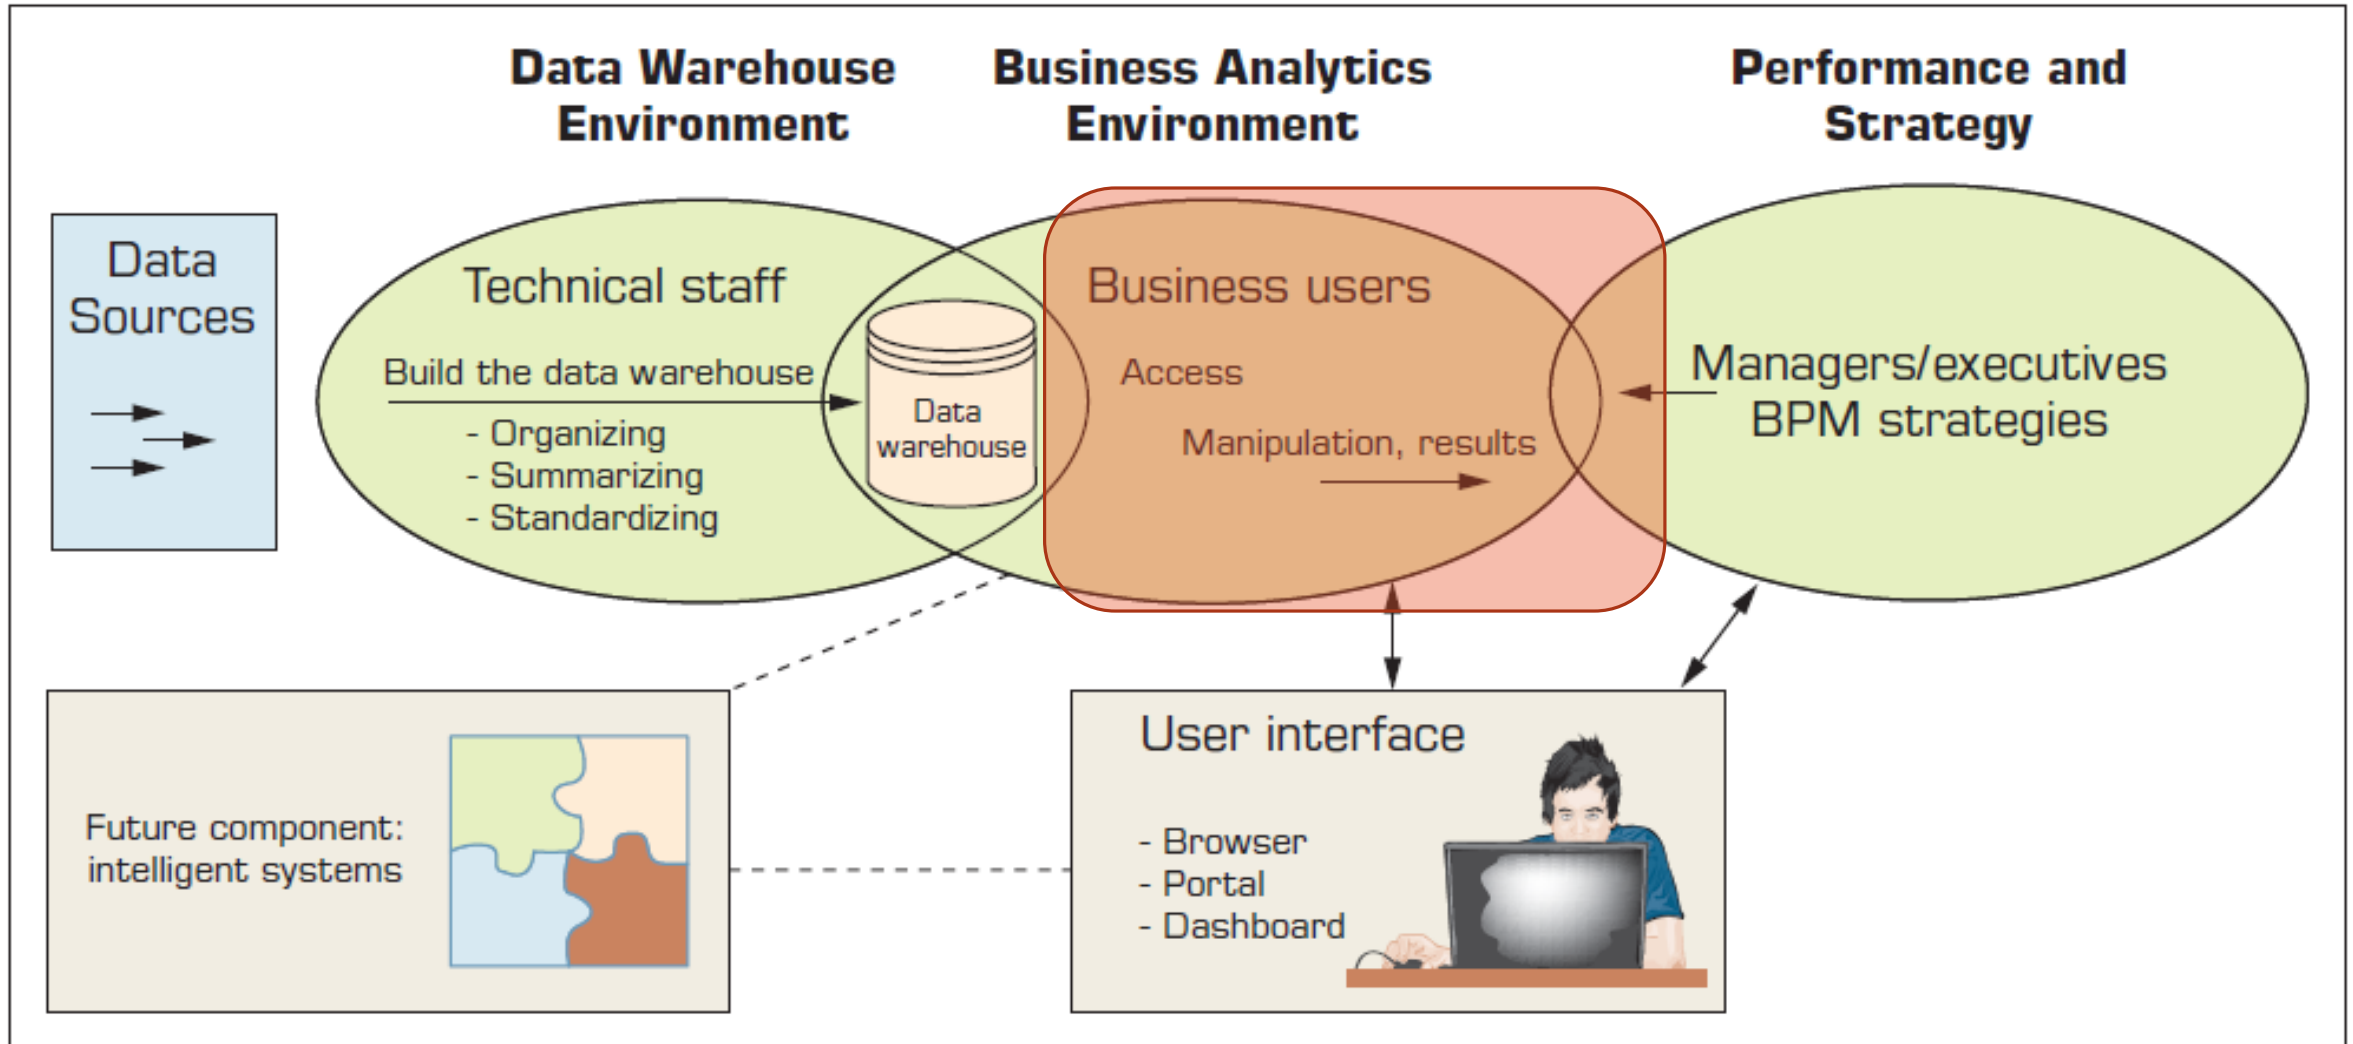 Data Warehouse
Environment
Business Analytics
Environment
Performance and
Strategy
Data
Sources
Technical staff
Build the data warehouse
- Organizing
- Summarizing
- Standardizing
Data
warehouse
Business users
Access
Manipulation, results
Managers/executives
BPM strategies
Future component:
intelligent systems
User interface
- Browser
- Portal
- Dashboard